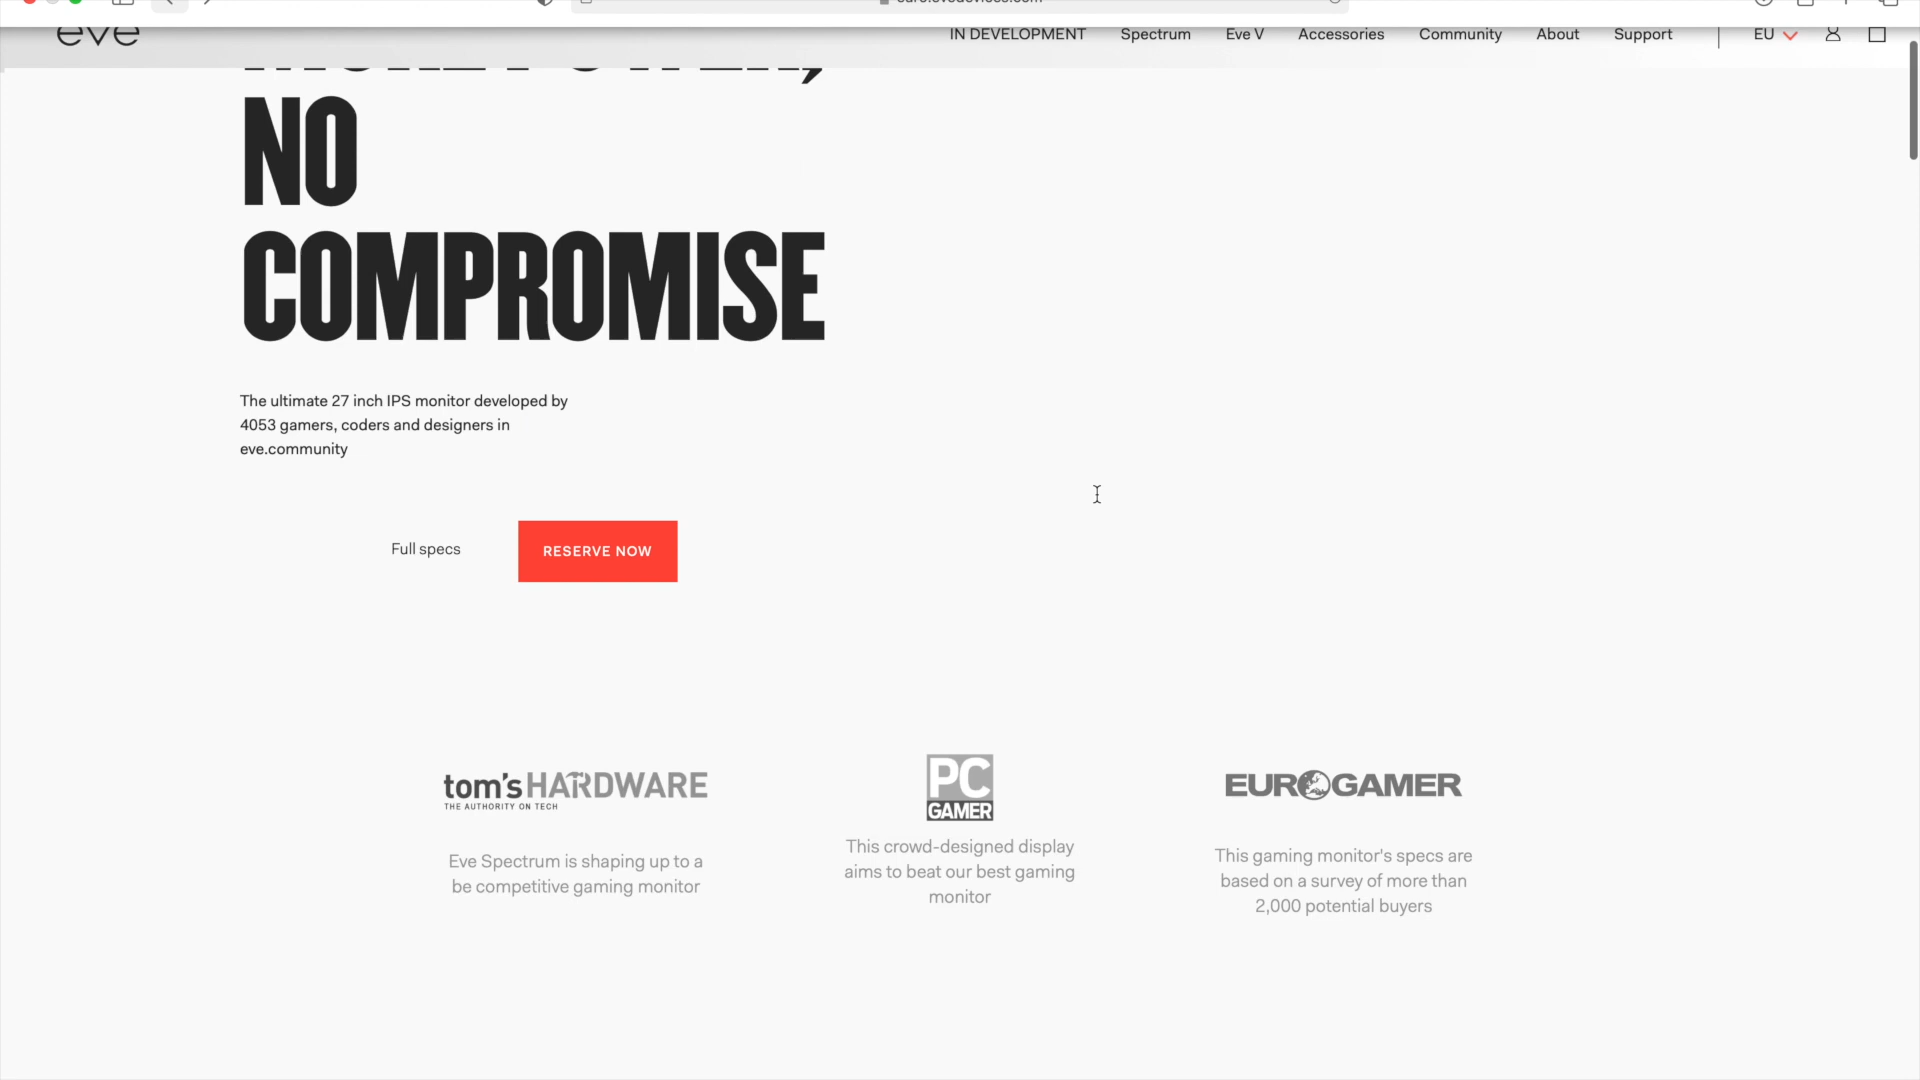 eve
IN DEVELOPMENT Spectrum Eve V Accessories Community About Support EU
NO
COMPROMISE
The ultimate 27 inch IPS monitor developed by
4053 gamers, coders and designers in
eve.community
Full specs
RESERVE NOW
tom's HARDWARE
THE AUTHORITY ON TECH
Eve Spectrum is shaping up to a
be competitive gaming monitor
PC
GAMER
This crowd-designed display
aims to beat our best gaming
monitor
EUROGAMER
This gaming monitor's specs are
based on a survey of more than
2,000 potential buyers